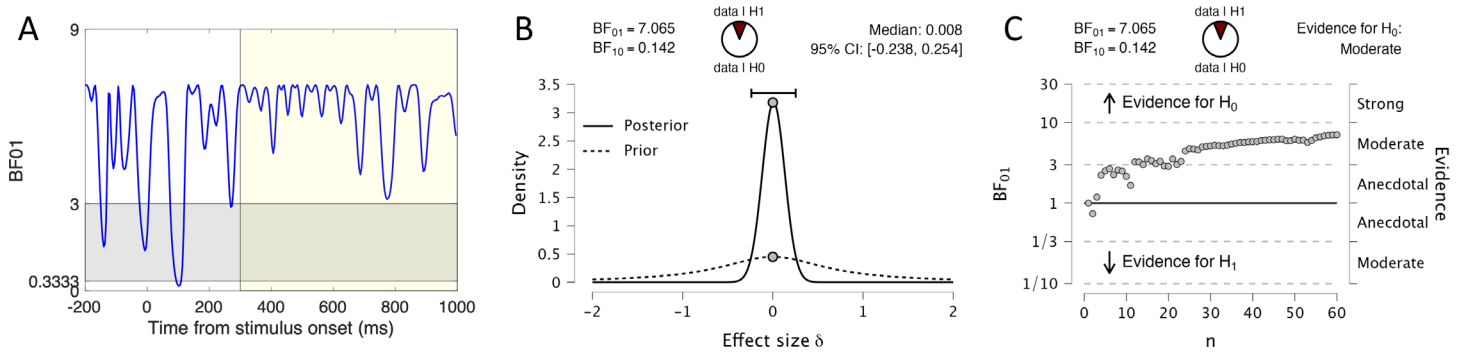 A
BF01
9
3
0.3333
0
-200
0
200
400
600
800
1000
Time from stimulus onset (ms)
B
BF01 = 7.065
BF10 = 0.142
data | H1
data | H0
Median: 0.008
95% CI: [-0.238, 0.254]
Density
3.5
3
2.5
2
1.5
1
0.5
0
Posterior
Prior
-2
-1
0
1
2
Effect size δ
C
BF01 = 7.065
BF10 = 0.142
data | H1
data | H0
Evidence for H0:
Moderate
BF01
30
10
3
1
1/3
1/10
Evidence for H0
Evidence for H1
Strong
Moderate
Anecdotal
Anecdotal
Moderate
Evidence
0
10
20
30
40
50
60
n